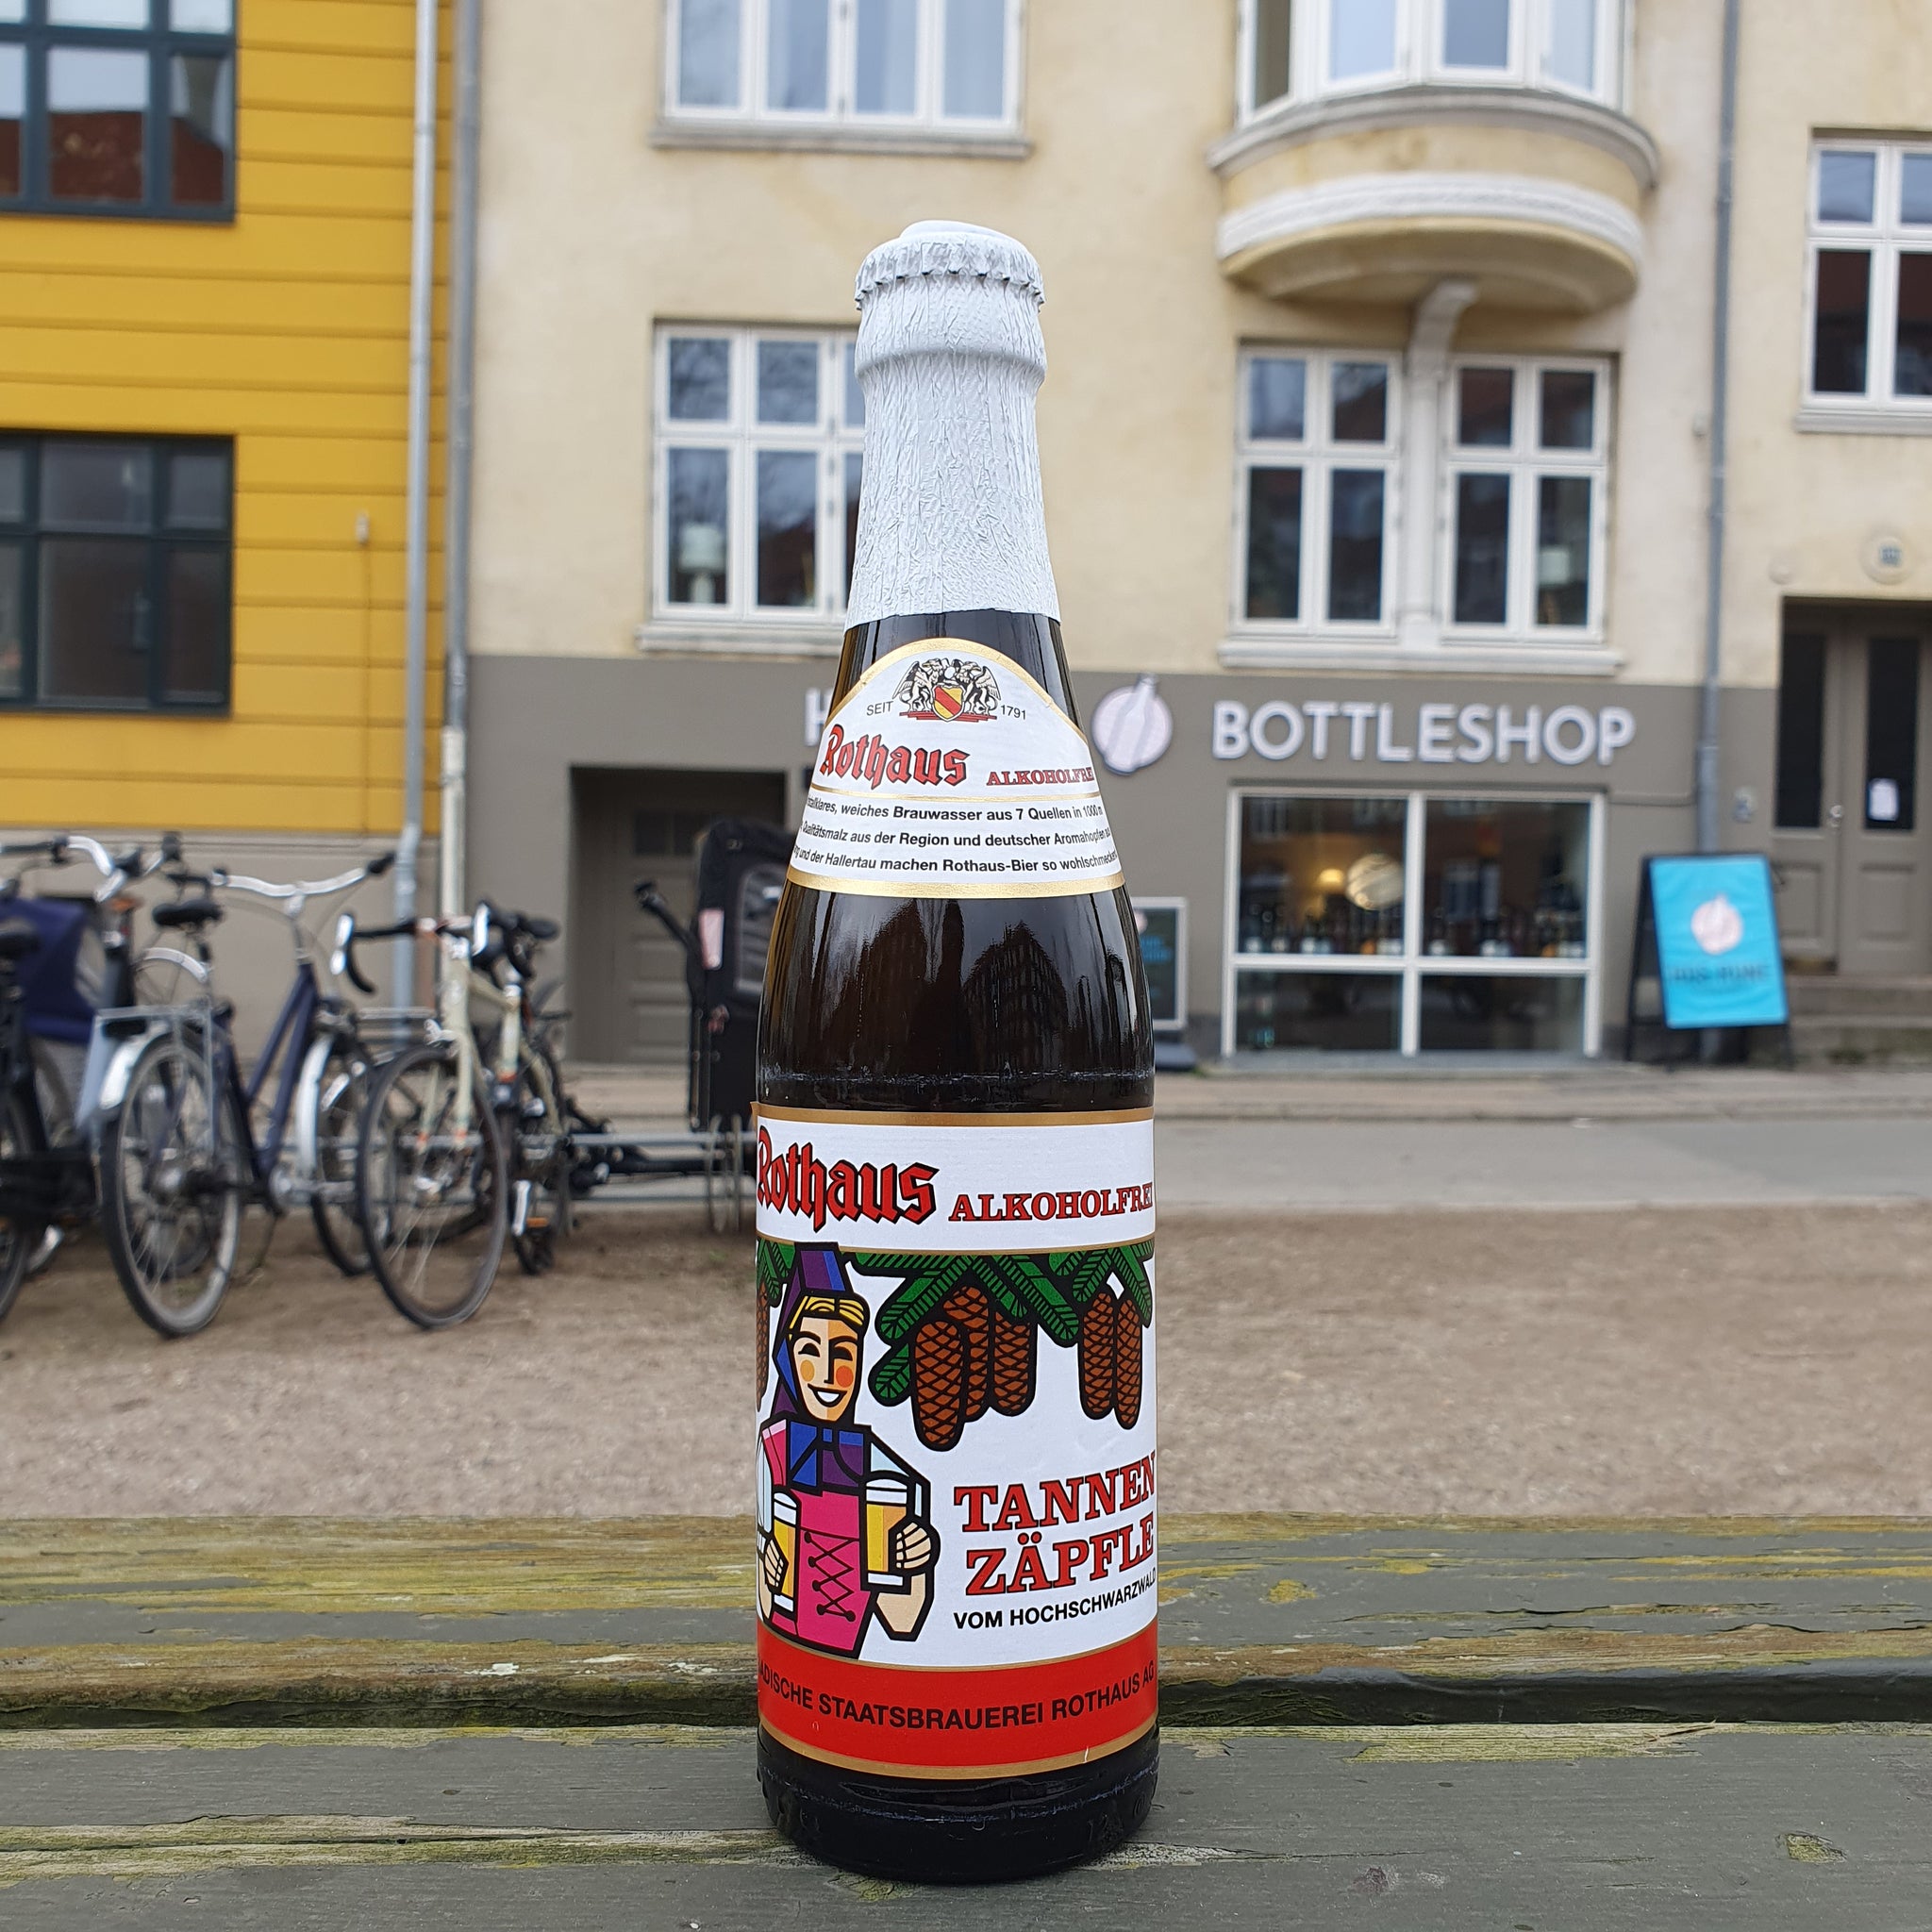 SEIT 1791
Rothaus ALKOHOLFREI
weiches Brauwasser aus 7 Quellen in 1000 m
Qualitätsmalz aus der Region und deutscher Aromahopfen
und der Hallertau machen Rothaus-Bier so
BOTTLESHOP
Rothaus ALKOHOLFREI
TANNEN
ZÄPFLE
VOM HOCHSCHWARZWALD
STAATSBRAUEREI ROTHAUS AG